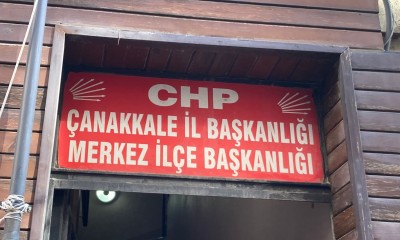 CHP
ÇANAKKALE İL BAŞKANLIĞI
MERKEZ İLÇE BAŞKANLIĞI